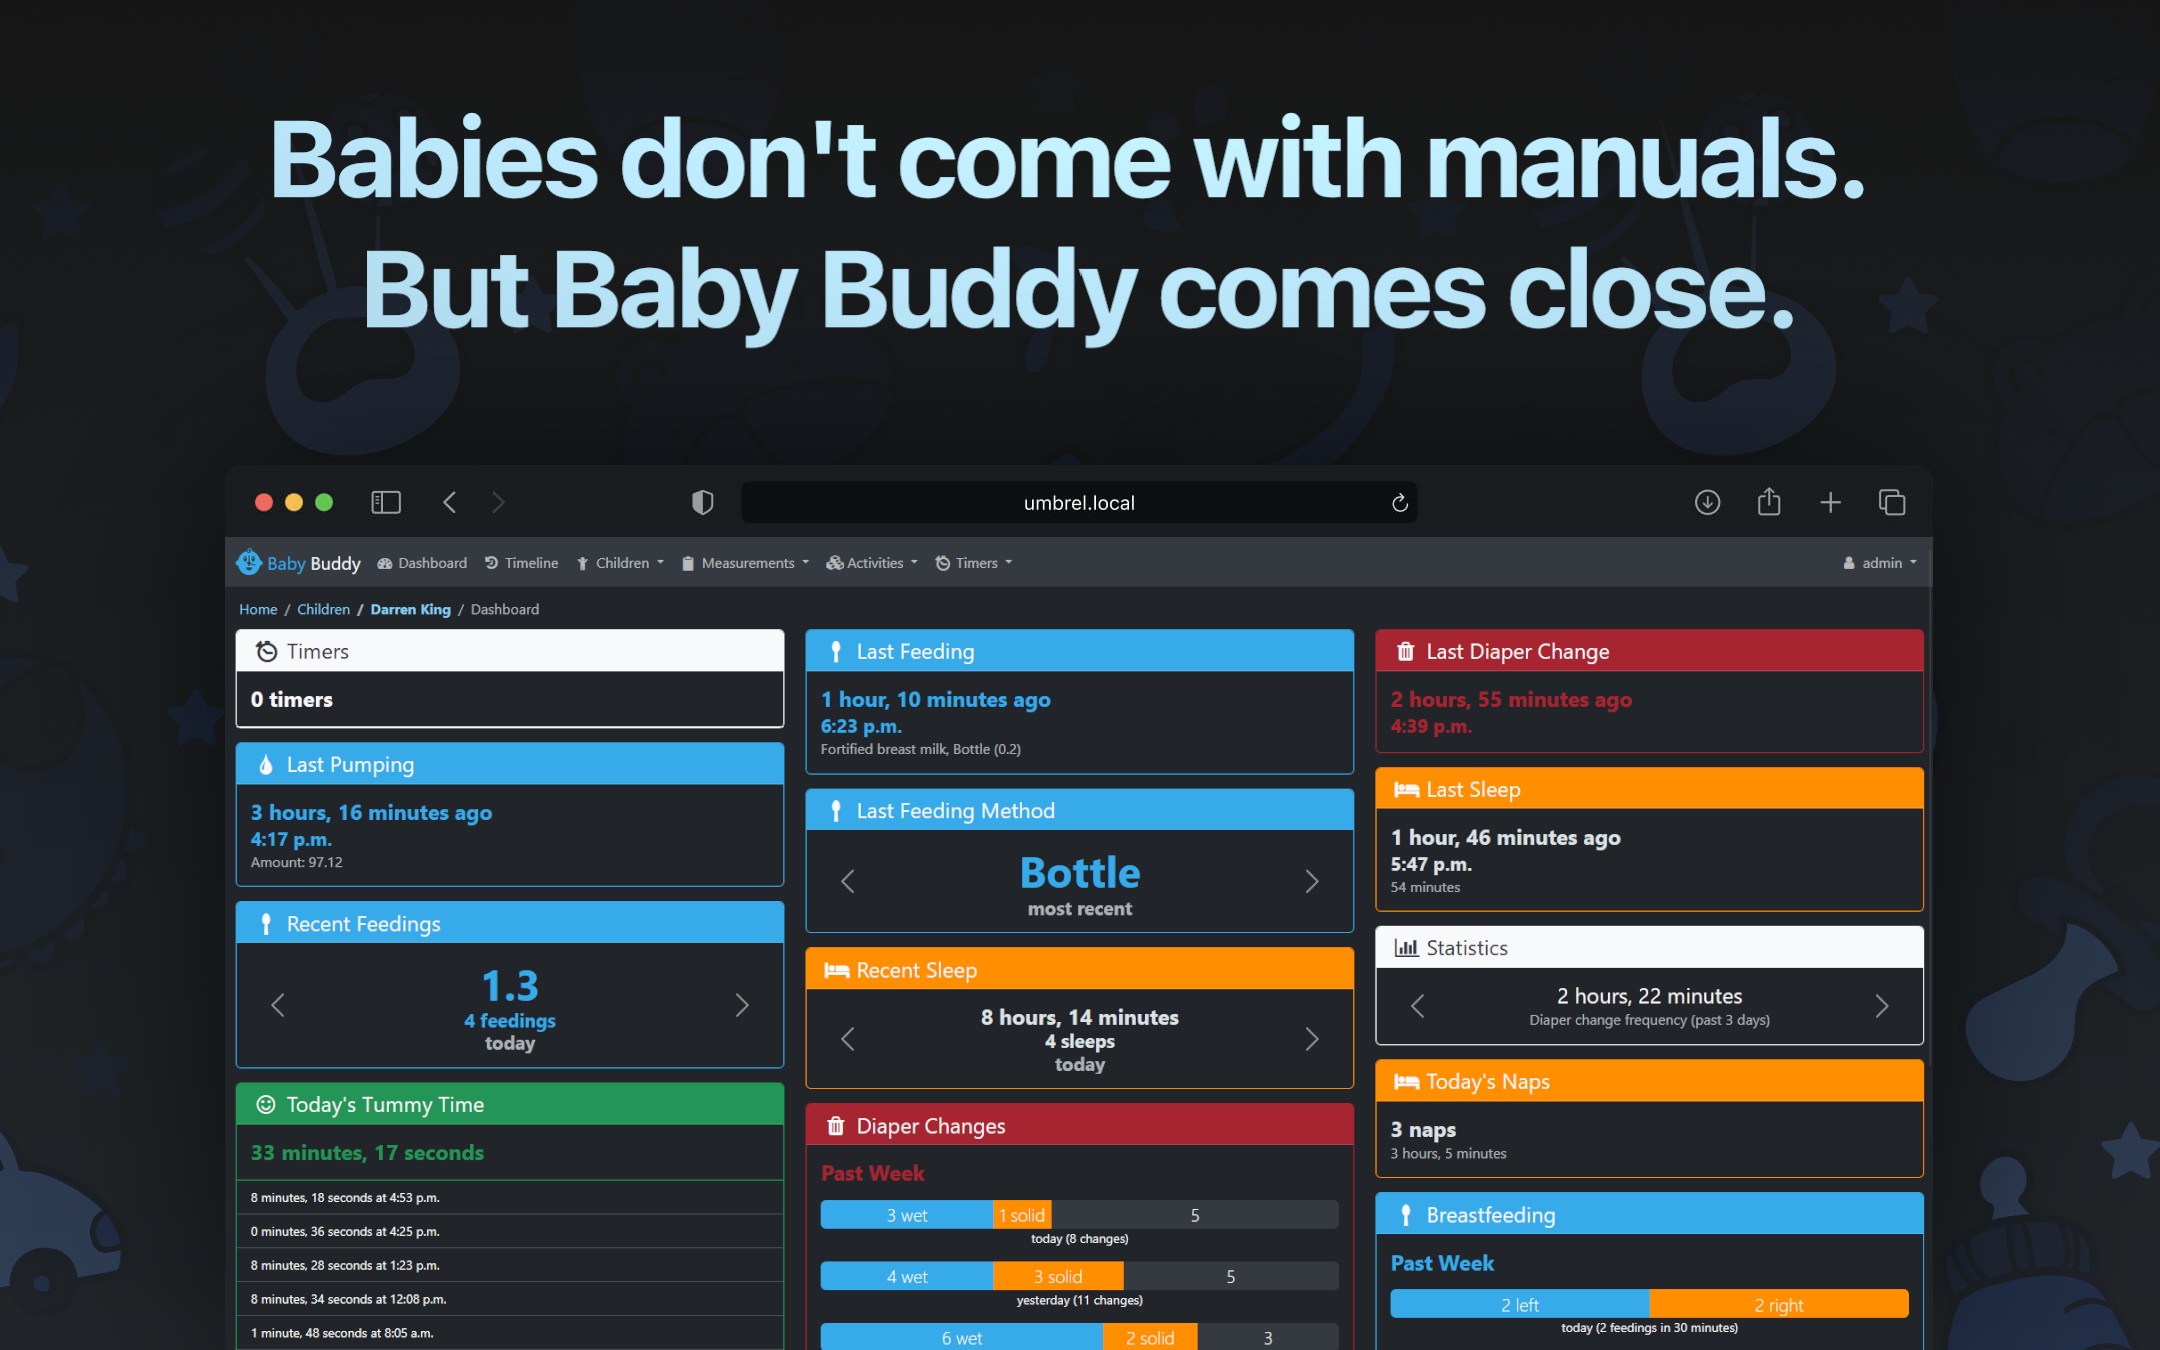 Babies don't come with manuals.
But Baby Buddy comes close.
umbrel.local
Baby Buddy Dashboard Timeline Children Measurements Activities Timers admin
Home / Children / Darren King / Dashboard
Timers
0 timers
Last Pumping
3 hours, 16 minutes ago
4:17 p.m.
Amount: 97.12
Recent Feedings
1.3
4 feedings
today
Today's Tummy Time
33 minutes, 17 seconds
8 minutes, 18 seconds at 4:53 p.m.
0 minutes, 36 seconds at 4:25 p.m.
8 minutes, 28 seconds at 1:23 p.m.
8 minutes, 34 seconds at 12:08 p.m.
1 minute, 48 seconds at 8:05 a.m.
Last Feeding
1 hour, 10 minutes ago
6:23 p.m.
Fortified breast milk, Bottle (0.2)
Last Feeding Method
Bottle
most recent
Recent Sleep
8 hours, 14 minutes
4 sleeps
today
Diaper Changes
Past Week
3 wet 1 solid 5
today (8 changes)
4 wet 3 solid 5
yesterday (11 changes)
6 wet 2 solid 3
Last Diaper Change
2 hours, 55 minutes ago
4:39 p.m.
Last Sleep
1 hour, 46 minutes ago
5:47 p.m.
54 minutes
Statistics
2 hours, 22 minutes
Diaper change frequency (past 3 days)
Today's Naps
3 naps
3 hours, 5 minutes
Breastfeeding
Past Week
2 left 2 right
today (2 feedings in 30 minutes)